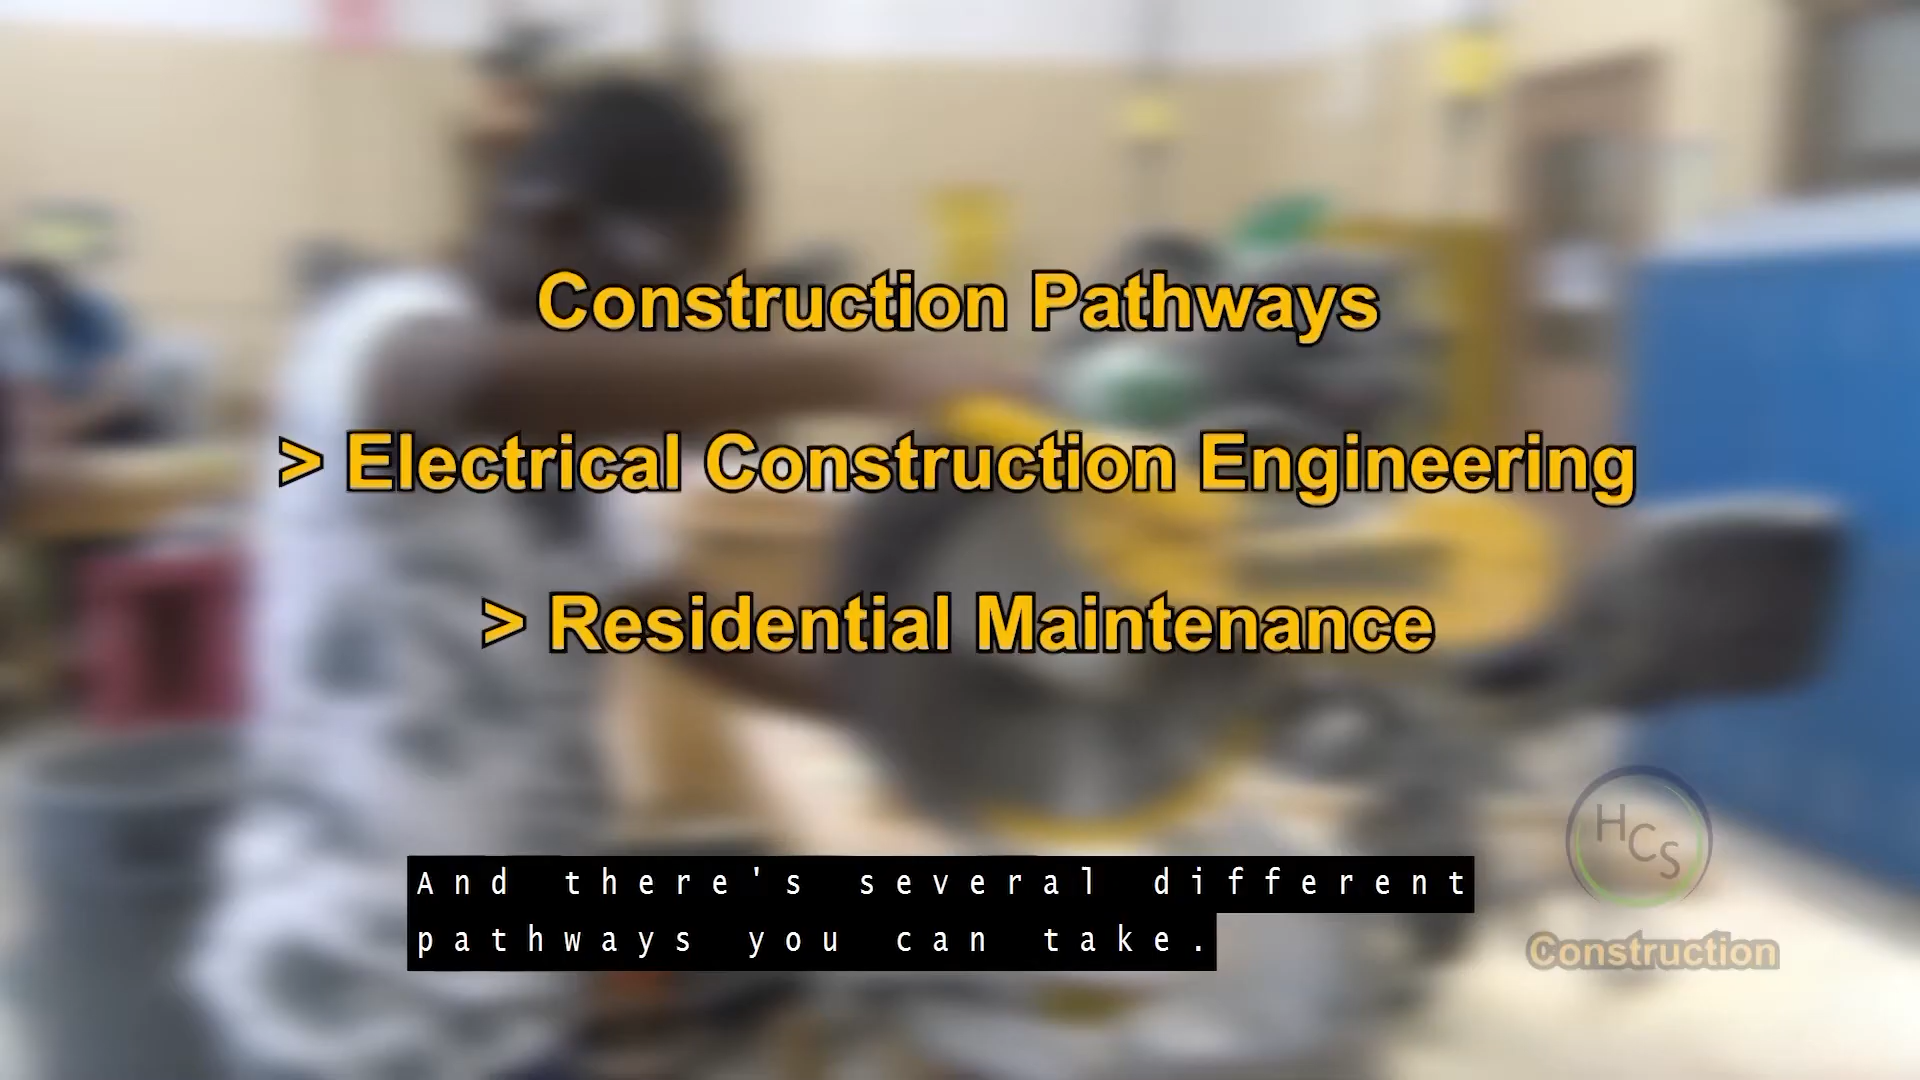 Construction Pathways
> Electrical Construction Engineering
> Residential Maintenance
And there's several different
pathways you can take.
HCS
Construction